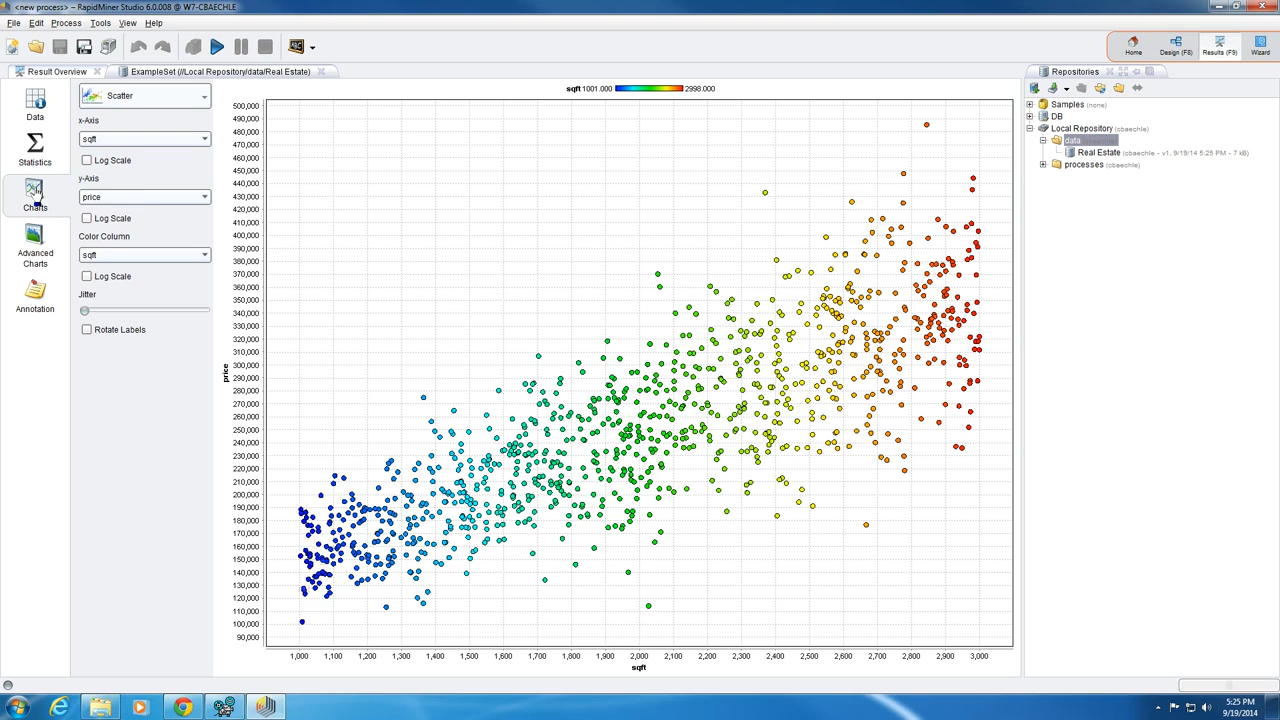 <new process> – RapidMiner Studio 6.0.008 @ W7-CBAECHLE
File Edit Process Tools View Help
Home
Design (F8)
Results (F9)
Wizard
Result Overview
ExampleSet (//Local Repository/data/Real Estate)
Repositories
Data
Statistics
Charts
Advanced
Charts
Annotation
Scatter
x-Axis
sqft
Log Scale
y-Axis
price
Log Scale
Color Column
sqft
Log Scale
Jitter
Rotate Labels
sqft 1001.000 2998.000
500,000
490,000
480,000
470,000
460,000
450,000
440,000
430,000
420,000
410,000
400,000
390,000
380,000
370,000
360,000
350,000
340,000
330,000
320,000
310,000
300,000
290,000
280,000
270,000
260,000
250,000
240,000
230,000
220,000
210,000
200,000
190,000
180,000
170,000
160,000
150,000
140,000
130,000
120,000
110,000
100,000
90,000
price
1,000 1,100 1,200 1,300 1,400 1,500 1,600 1,700 1,800 1,900 2,000 2,100 2,200 2,300 2,400 2,500 2,600 2,700 2,800 2,900 3,000
sqft
Samples (none)
DB
Local Repository (cbaechle)
data
Real Estate (cbaechle - v1, 9/19/14 5:25 PM - 7 kB)
processes (cbaechle)
5:25 PM
9/19/2014